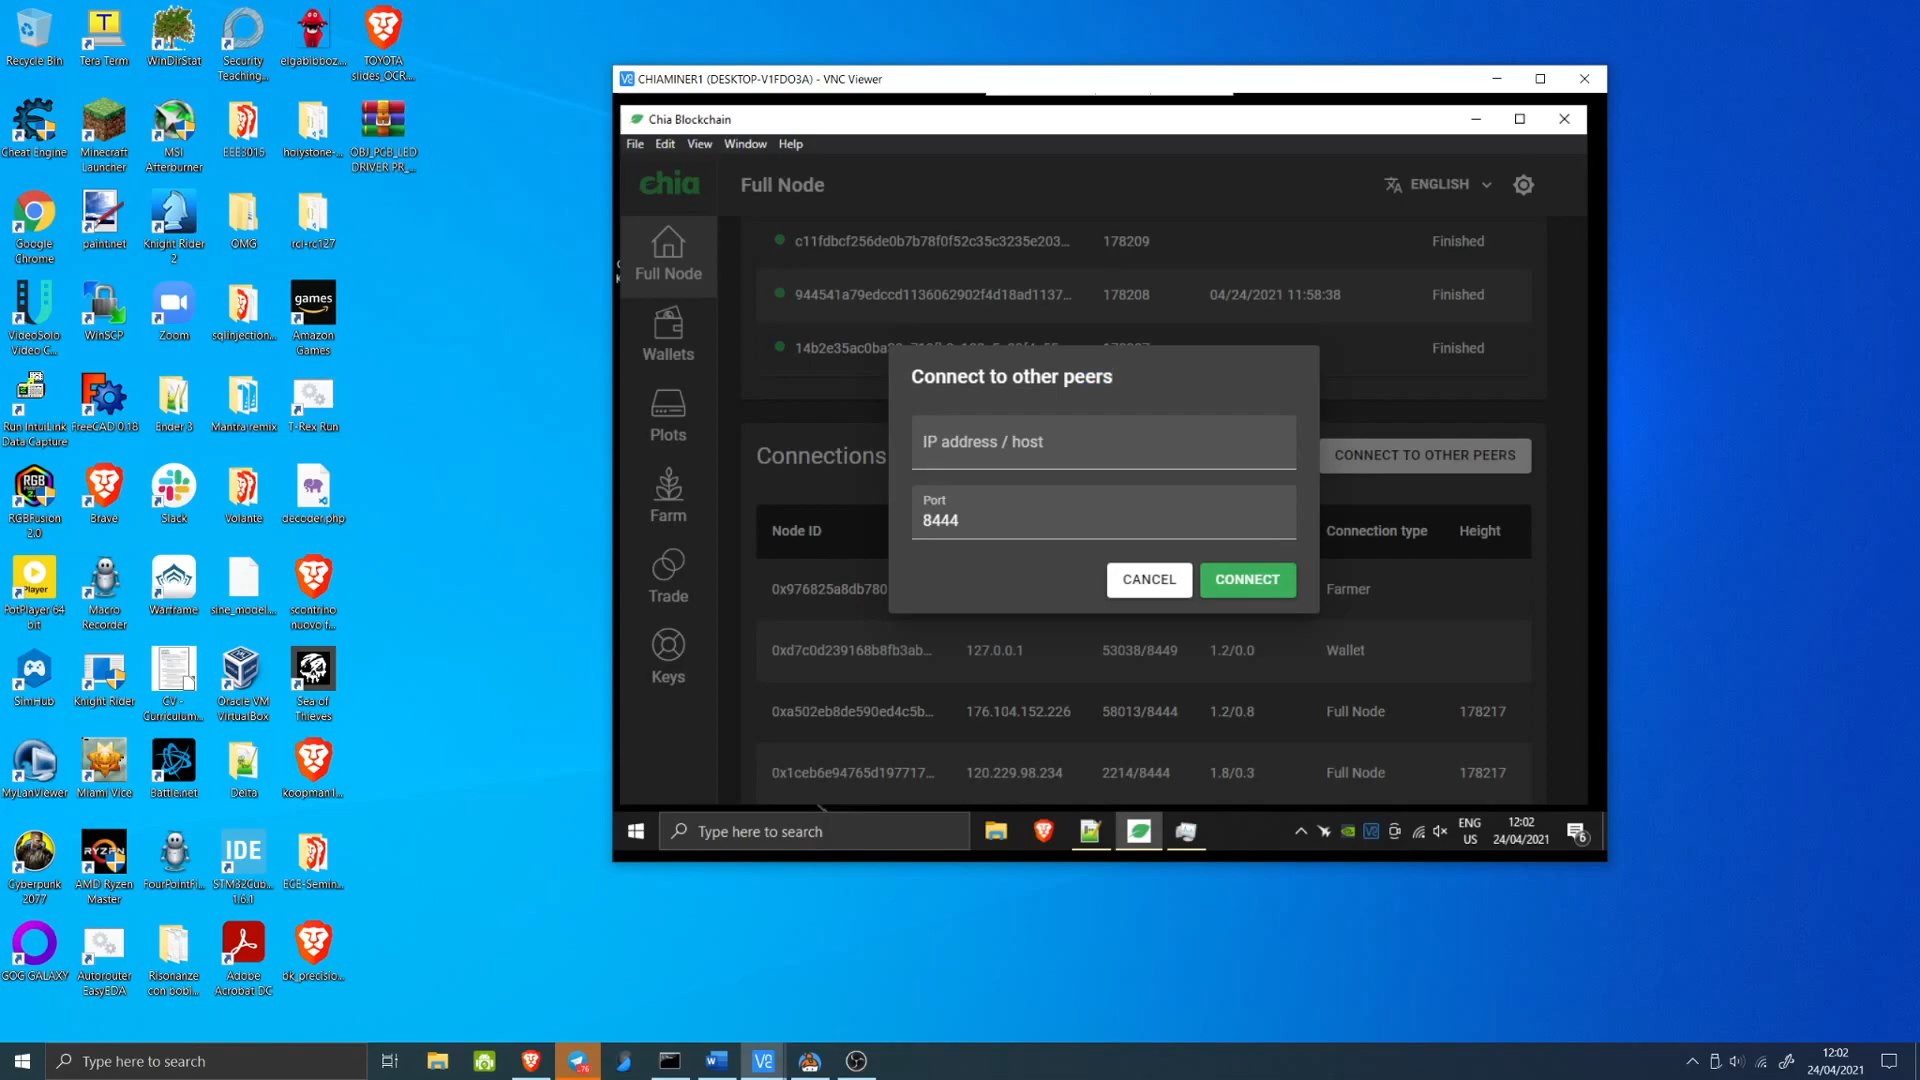 Recycle Bin
Tera Term
WinDirStat
Security
Teaching...
elgabibboz...
TOYOTA
slides_OCR...
Cheat Engine
Minecraft
Launcher
MSI
Afterburner
EEE3015
holystone-...
OBJ_PCB_LED
DRIVER PR_...
Google
Chrome
paint.net
Knight Rider
2
OMG
rci-rc127
VideoSolo
Video C...
WinSCP
Zoom
sqlinjection...
Amazon
Games
games
Run IntuiLink
Data Capture
FreeCAD 0.18
Ender 3
Mantra remix
T-Rex Run
RGBFusion
2.0
Brave
Slack
Volante
decoder.php
PotPlayer 64
bit
Macro
Recorder
Warframe
sine_model...
scontrino
nuovo f...
SimHub
Knight Rider
CV -
Curriculum...
Oracle VM
VirtualBox
Sea of
Thieves
MyLanViewer
Miami Vice
Battle.net
Delta
koopman1...
Cyberpunk
2077
RYZEN
AMD Ryzen
Master
FourPointFi...
IDE
STM32Cub...
1.6.1
ECE-Semin...
GOG GALAXY
Autorouter
EasyEDA
Risonanze
con bobi...
Adobe
Acrobat DC
bk_precisio...
CHIAMINER1 (DESKTOP-V1FDO3A) - VNC Viewer
Chia Blockchain
File Edit View Window Help
chia
Full Node
ENGLISH
Full Node
Wallets
Plots
Farm
Trade
Keys
c11fdbcf256de0b7b78f0f52c35c3235e203... 178209 Finished
944541a79edccd1136062902f4d18ad1137... 178208 04/24/2021 11:58:38 Finished
Finished
Connections
CONNECT TO OTHER PEERS
Connect to other peers
IP address / host
Port
8444
CANCEL
CONNECT
Node ID Connection type Height
0x976825a8db780 Farmer
0xd7c0d239168b8fb3ab... 127.0.0.1 53038/8449 1.2/0.0 Wallet
0xa502eb8de590ed4c5b... 176.104.152.226 58013/8444 1.2/0.8 Full Node 178217
0x1ceb6e94765d197717... 120.229.98.234 2214/8444 1.8/0.3 Full Node 178217
Type here to search
ENG
US
12:02
24/04/2021
6
Type here to search
76
12:02
24/04/2021